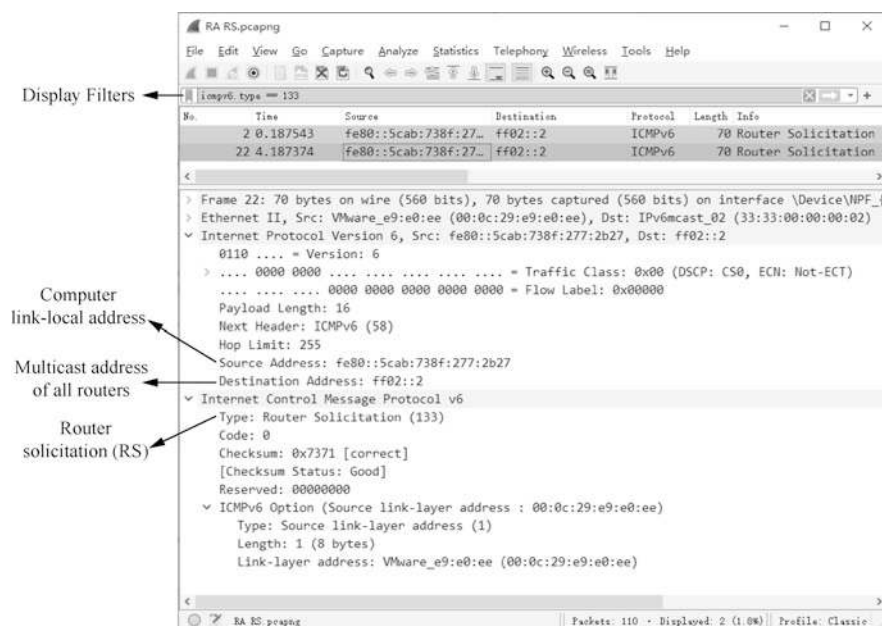 RA RS.pcapng
File Edit View Go Capture Analyze Statistics Telephony Wireless Tools Help
Display Filters
icmpv6.type == 133
No. Time Source Destination Protocol Length Info
2 0.187543 fe80::5cab:738f:27… ff02::2 ICMPv6 70 Router Solicitation
22 4.187374 fe80::5cab:738f:27… ff02::2 ICMPv6 70 Router Solicitation
Frame 22: 70 bytes on wire (560 bits), 70 bytes captured (560 bits) on interface \Device\NPF_{
Ethernet II, Src: VMware_e9:e0:ee (00:0c:29:e9:e0:ee), Dst: IPv6mcast_02 (33:33:00:00:00:02)
Internet Protocol Version 6, Src: fe80::5cab:738f:277:2b27, Dst: ff02::2
0110 .... = Version: 6
.... 0000 0000 .... .... .... .... .... = Traffic Class: 0x00 (DSCP: CS0, ECN: Not-ECT)
.... .... .... 0000 0000 0000 0000 0000 = Flow Label: 0x00000
Payload Length: 16
Next Header: ICMPv6 (58)
Hop Limit: 255
Computer
link-local address
Source Address: fe80::5cab:738f:277:2b27
Multicast address
of all routers
Destination Address: ff02::2
Internet Control Message Protocol v6
Router
solicitation (RS)
Type: Router Solicitation (133)
Code: 0
Checksum: 0x7371 [correct]
[Checksum Status: Good]
Reserved: 00000000
ICMPv6 Option (Source link-layer address : 00:0c:29:e9:e0:ee)
Type: Source link-layer address (1)
Length: 1 (8 bytes)
Link-layer address: VMware_e9:e0:ee (00:0c:29:e9:e0:ee)
RA RS.pcapng
Packets: 110 · Displayed: 2 (1.8%)
Profile: Classic